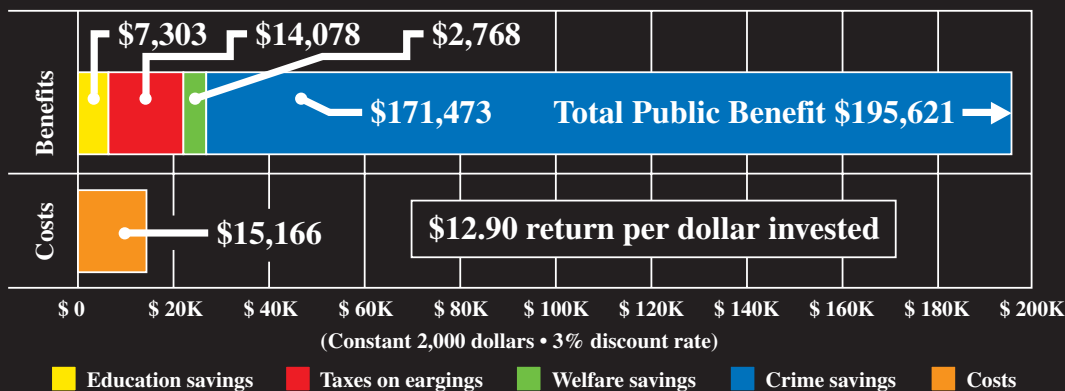 $7,303 $14,078 $2,768
Benefits
$171,473 Total Public Benefit $195,621
Costs
$15,166
$12.90 return per dollar invested
$ 0 $ 20K $ 40K $ 60K $ 80K $ 100K $ 120K $ 140K $ 160K $ 180K $ 200K
(Constant 2,000 dollars • 3% discount rate)
Education savings Taxes on eargings Welfare savings Crime savings Costs